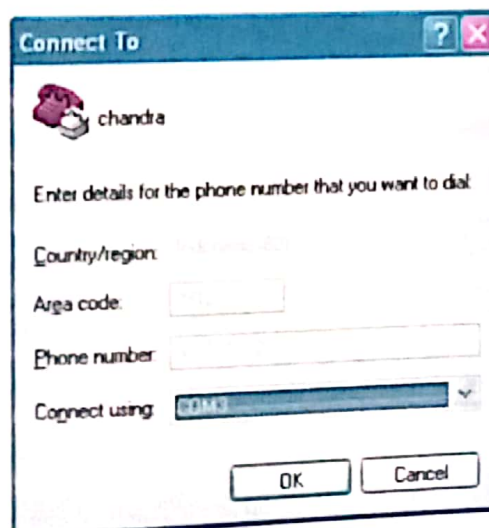 Connect To
chandra
Enter details for the phone number that you want to dial:
Country/region:
Area code:
Phone number:
Connect using: COM3
OK Cancel